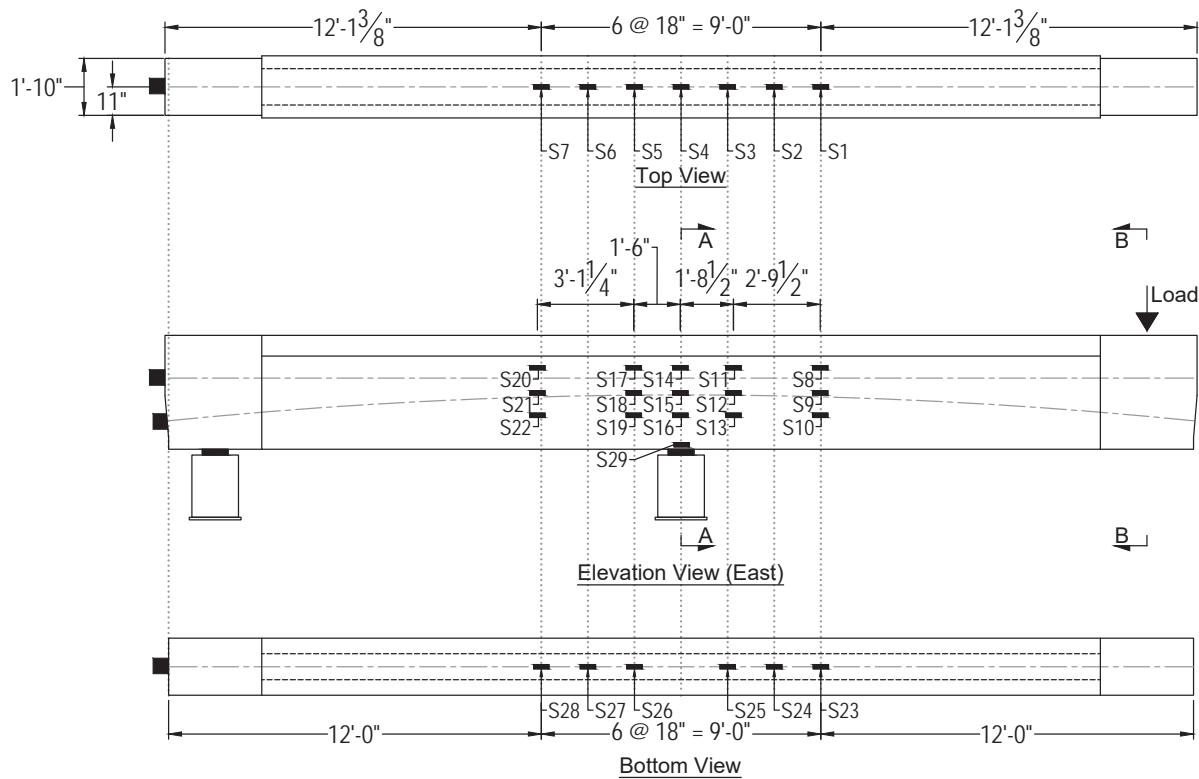 12'-1 3/8" 6 @ 18" = 9'-0" 12'-1 3/8"
1'-10"
11"
S7 S6 S5 S4 S3 S2 S1
Top View
A B
1'-6"
3'-1 1/4" 1'-8 1/2" 2'-9 1/2"
Load
S20 S17 S14 S11 S8
S21 S18 S15 S12 S9
S22 S19 S16 S13 S10
S29
A B
Elevation View (East)
S28 S27 S26 S25 S24 S23
12'-0" 6 @ 18" = 9'-0" 12'-0"
Bottom View